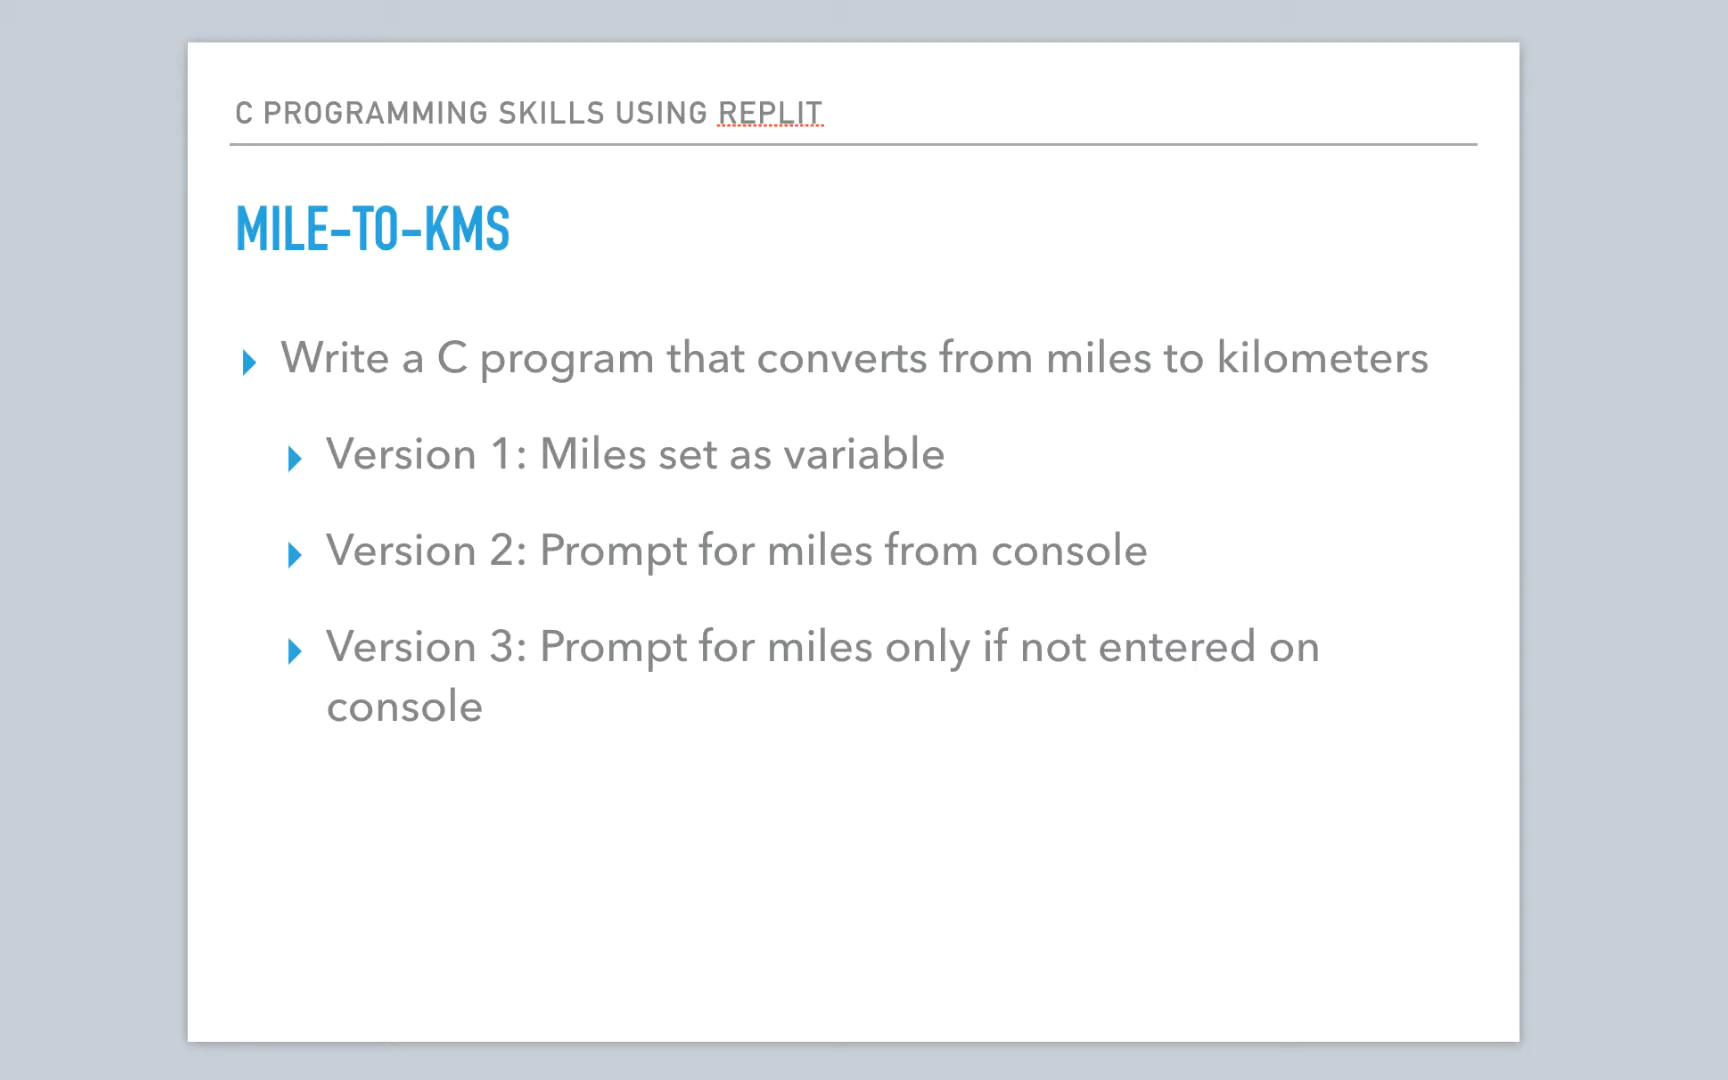 C PROGRAMMING SKILLS USING REPLIT
MILE-TO-KMS
Write a C program that converts from miles to kilometers
Version 1: Miles set as variable
Version 2: Prompt for miles from console
Version 3: Prompt for miles only if not entered on
console